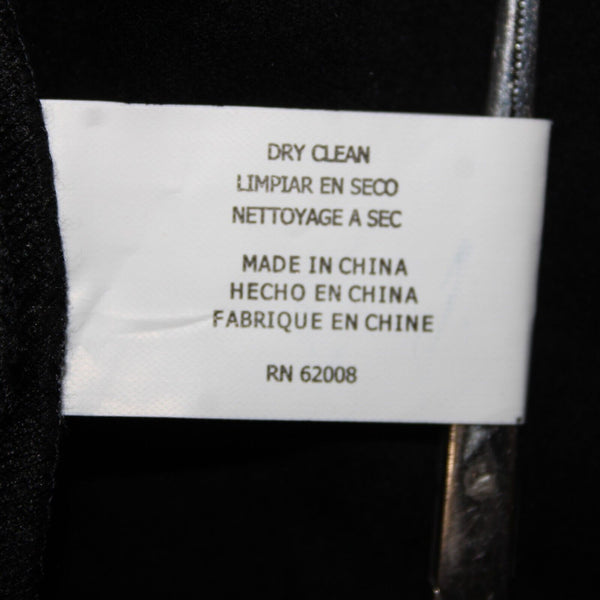 DRY CLEAN
LIMPIAR EN SECO
NETTOYAGE A SEC
MADE IN CHINA
HECHO EN CHINA
FABRIQUE EN CHINE
RN 62008